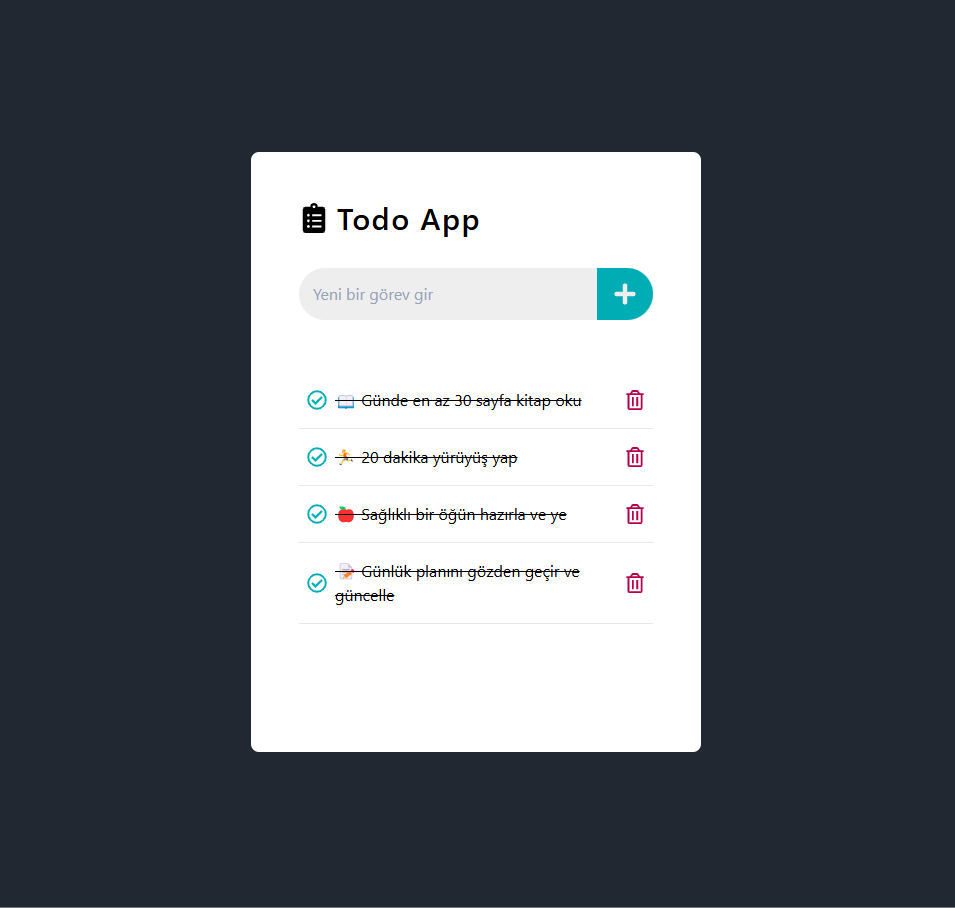 Todo App
Yeni bir görev gir
📖 Günde en az 30 sayfa kitap oku
🏃 20 dakika yürüyüş yap
🍎 Sağlıklı bir öğün hazırla ve ye
📝 Günlük planını gözden geçir ve
güncelle